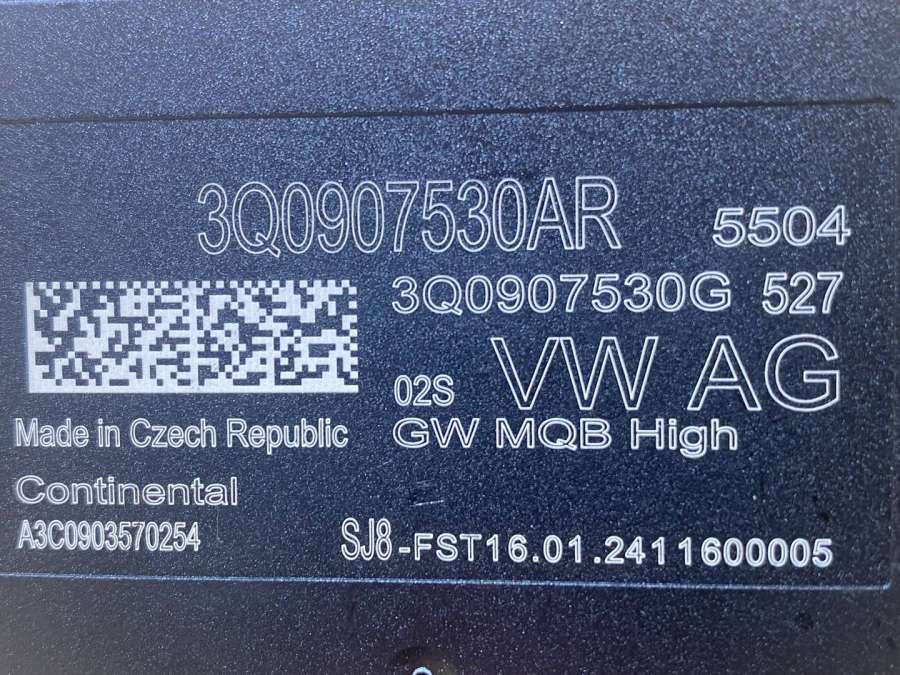 3Q0907530AR 5504
3Q0907530G 527
02S VW AG
Made in Czech Republic GW MQB High
Continental
A3C0903570254 SJ8-FST16.01.2411600005